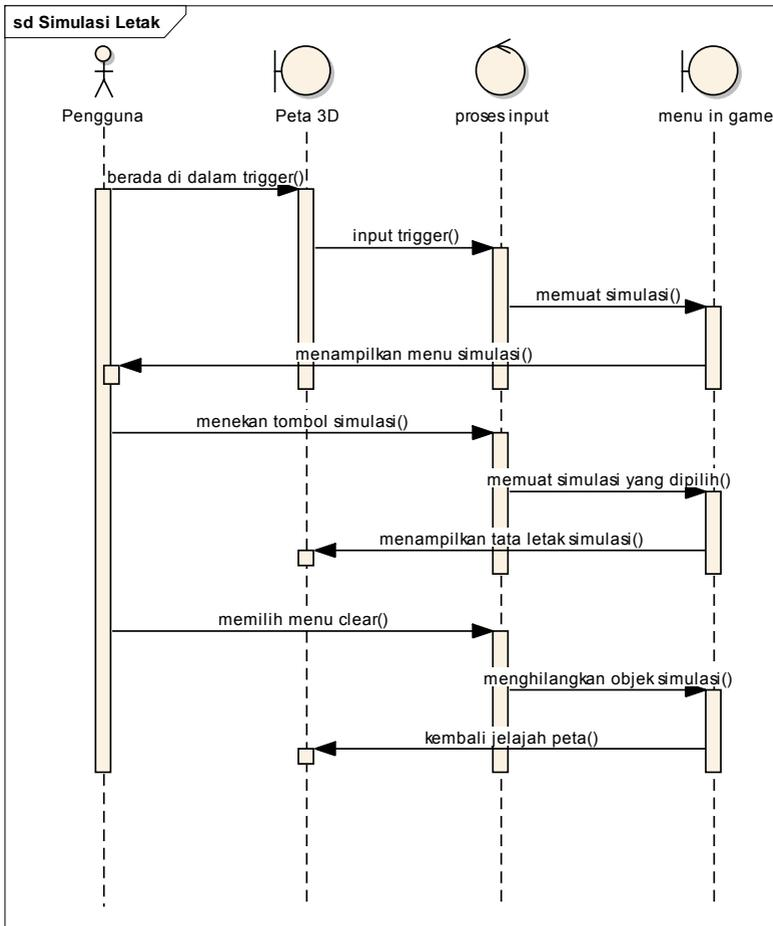 sd Simulasi Letak
Pengguna
Peta 3D
proses input
menu in game
berada di dalam trigger()
input trigger()
memuat simulasi()
menampilkan menu simulasi()
menekan tombol simulasi()
memuat simulasi yang dipilih()
menampilkan tata letak simulasi()
memilih menu clear()
menghilangkan objek simulasi()
kembali jelajah peta()